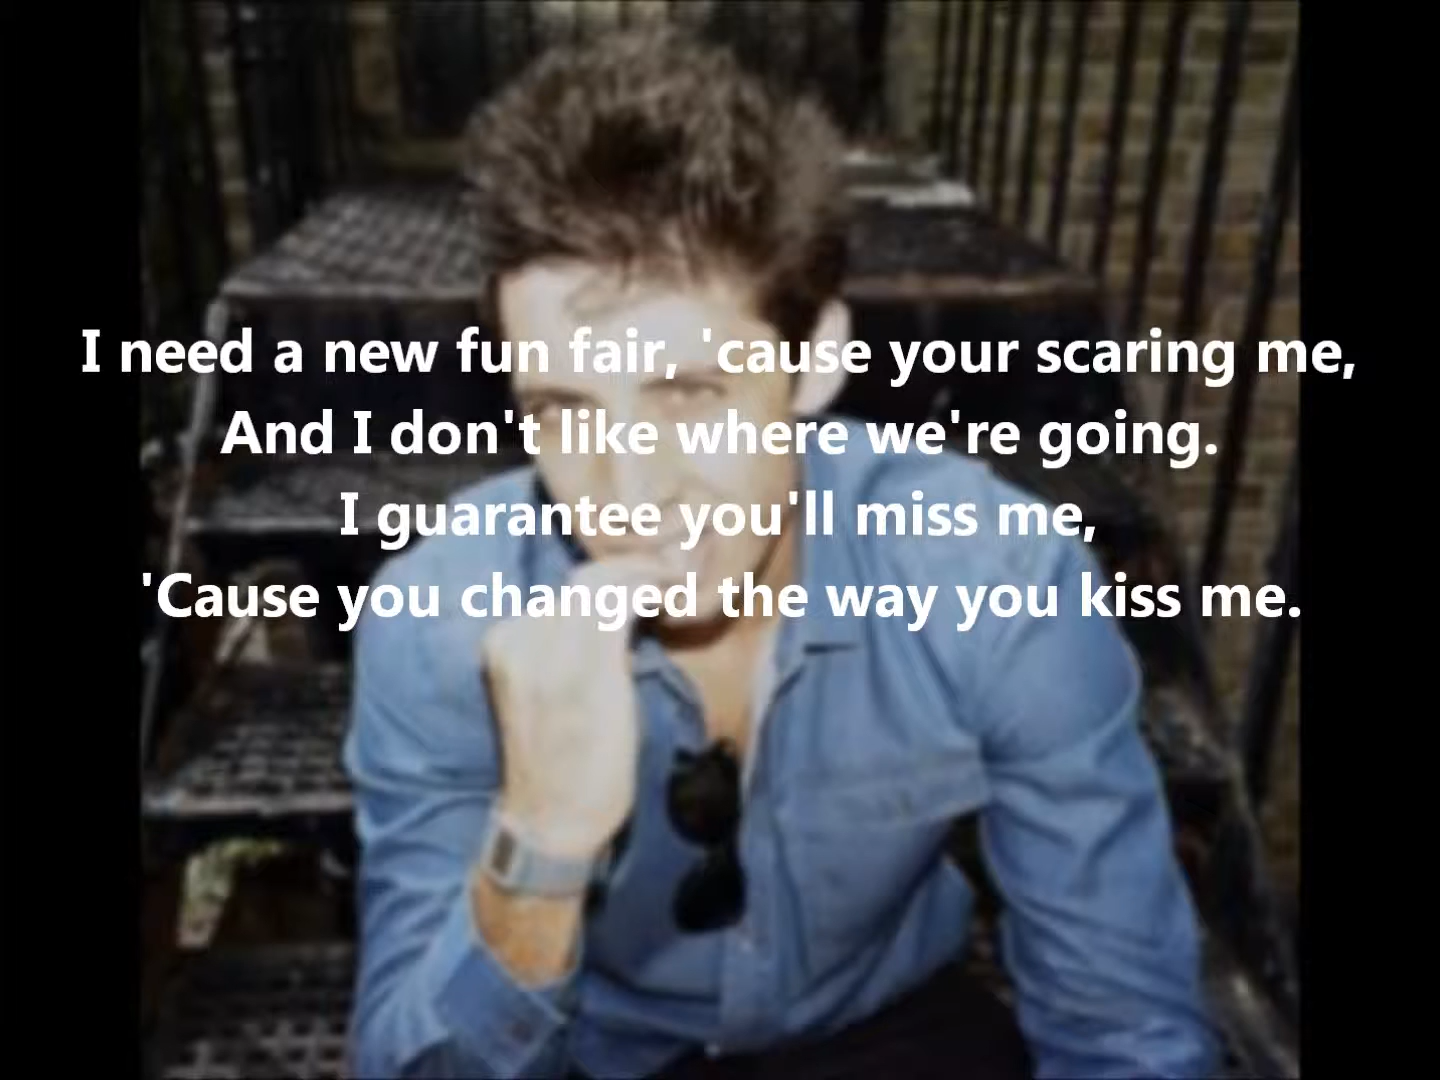 I need a new fun fair, 'cause your scaring me,
And I don't like where we're going.
I guarantee you'll miss me,
'Cause you changed the way you kiss me.